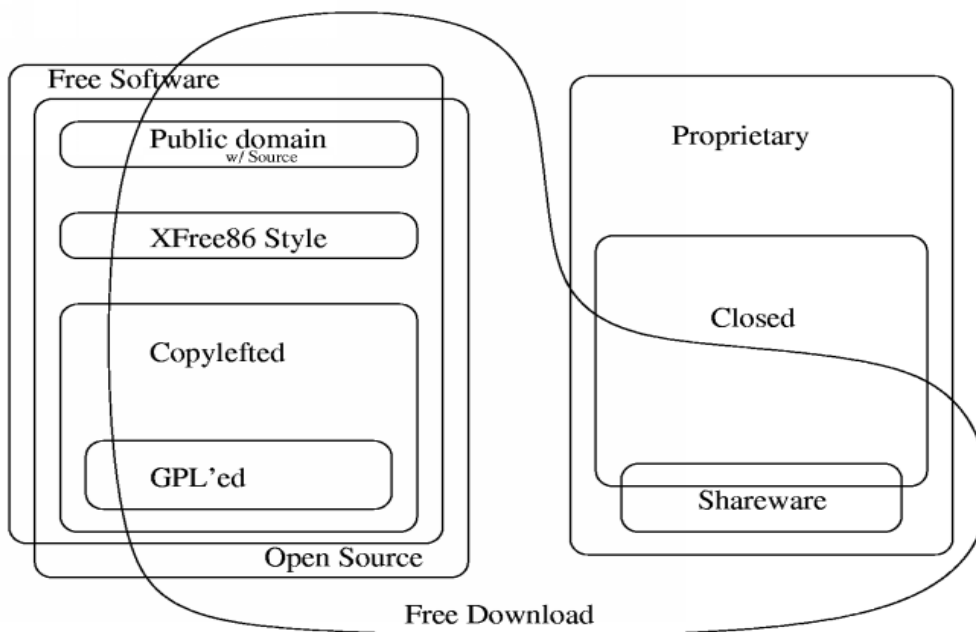 Free Software
Public domain
w/ Source
XFree86 Style
Copylefted
GPL'ed
Open Source
Proprietary
Closed
Shareware
Free Download